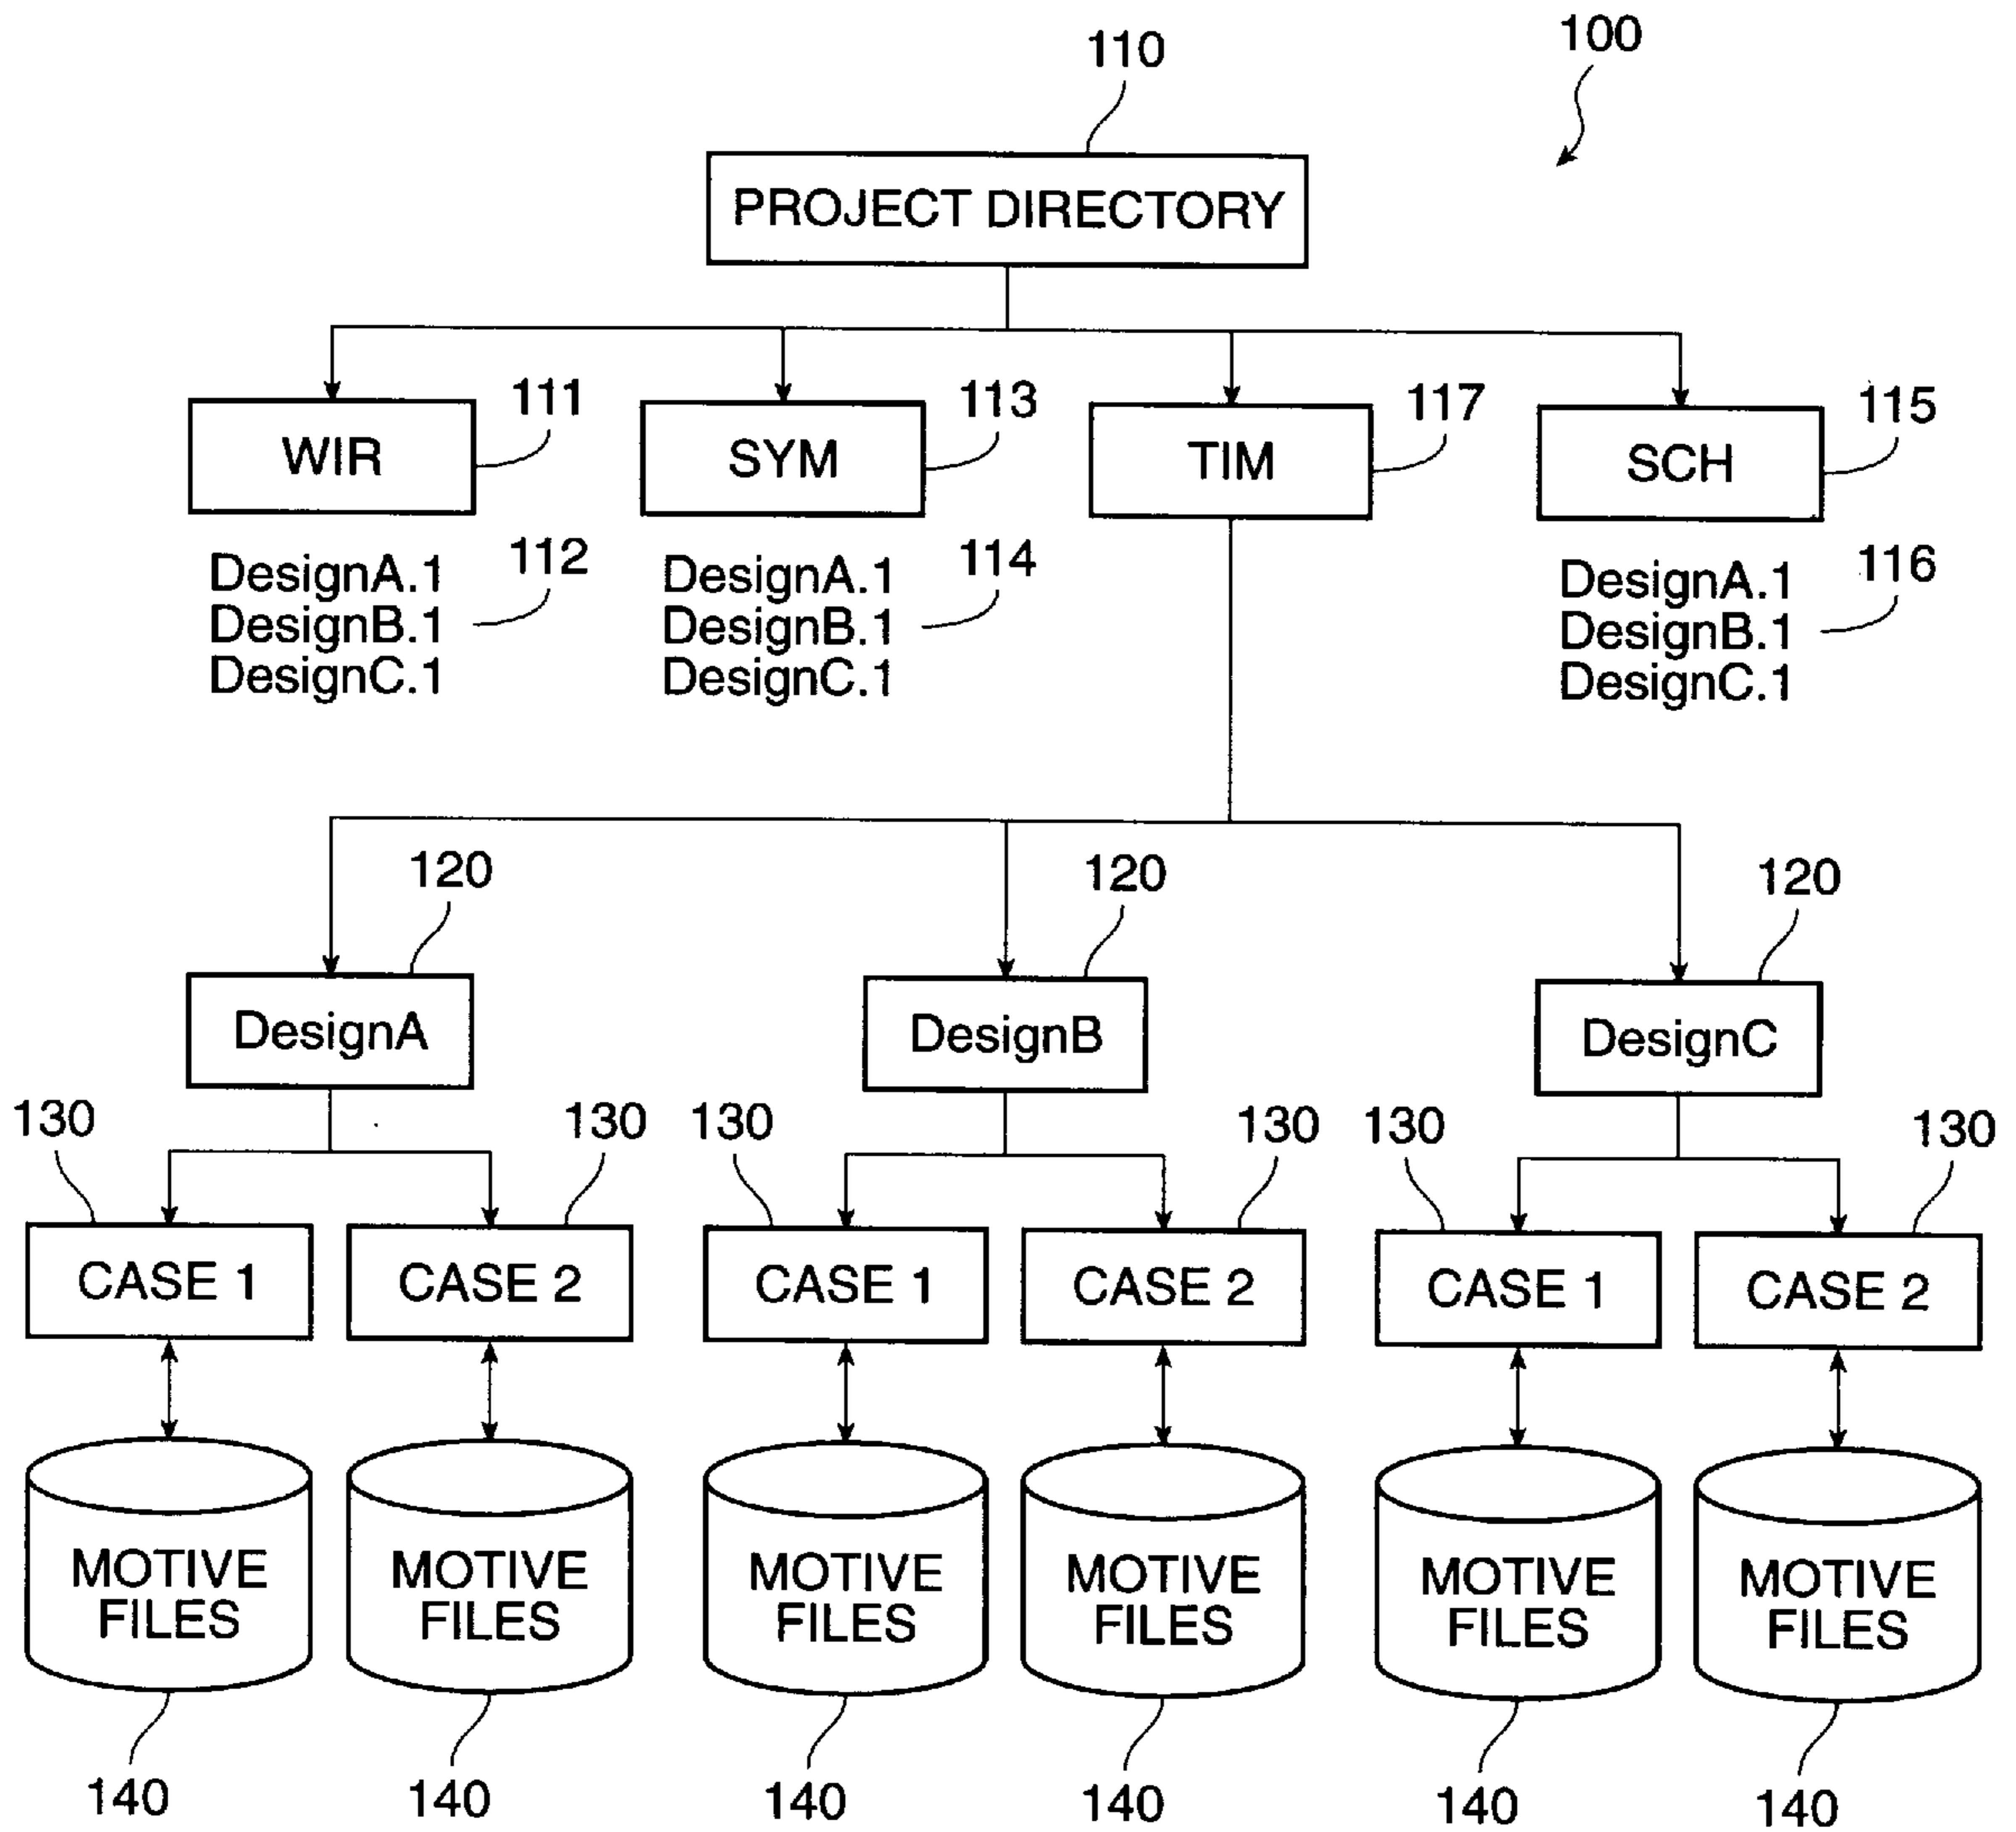 100
110
PROJECT DIRECTORY
111
113
117
115
WIR
SYM
TIM
SCH
112
114
116
DesignA.1
DesignB.1
DesignC.1
DesignA.1
DesignB.1
DesignC.1
DesignA.1
DesignB.1
DesignC.1
120
120
120
DesignA
DesignB
DesignC
130
130
130
130
130
130
CASE 1
CASE 2
CASE 1
CASE 2
CASE 1
CASE 2
MOTIVE
FILES
MOTIVE
FILES
MOTIVE
FILES
MOTIVE
FILES
MOTIVE
FILES
MOTIVE
FILES
140
140
140
140
140
140